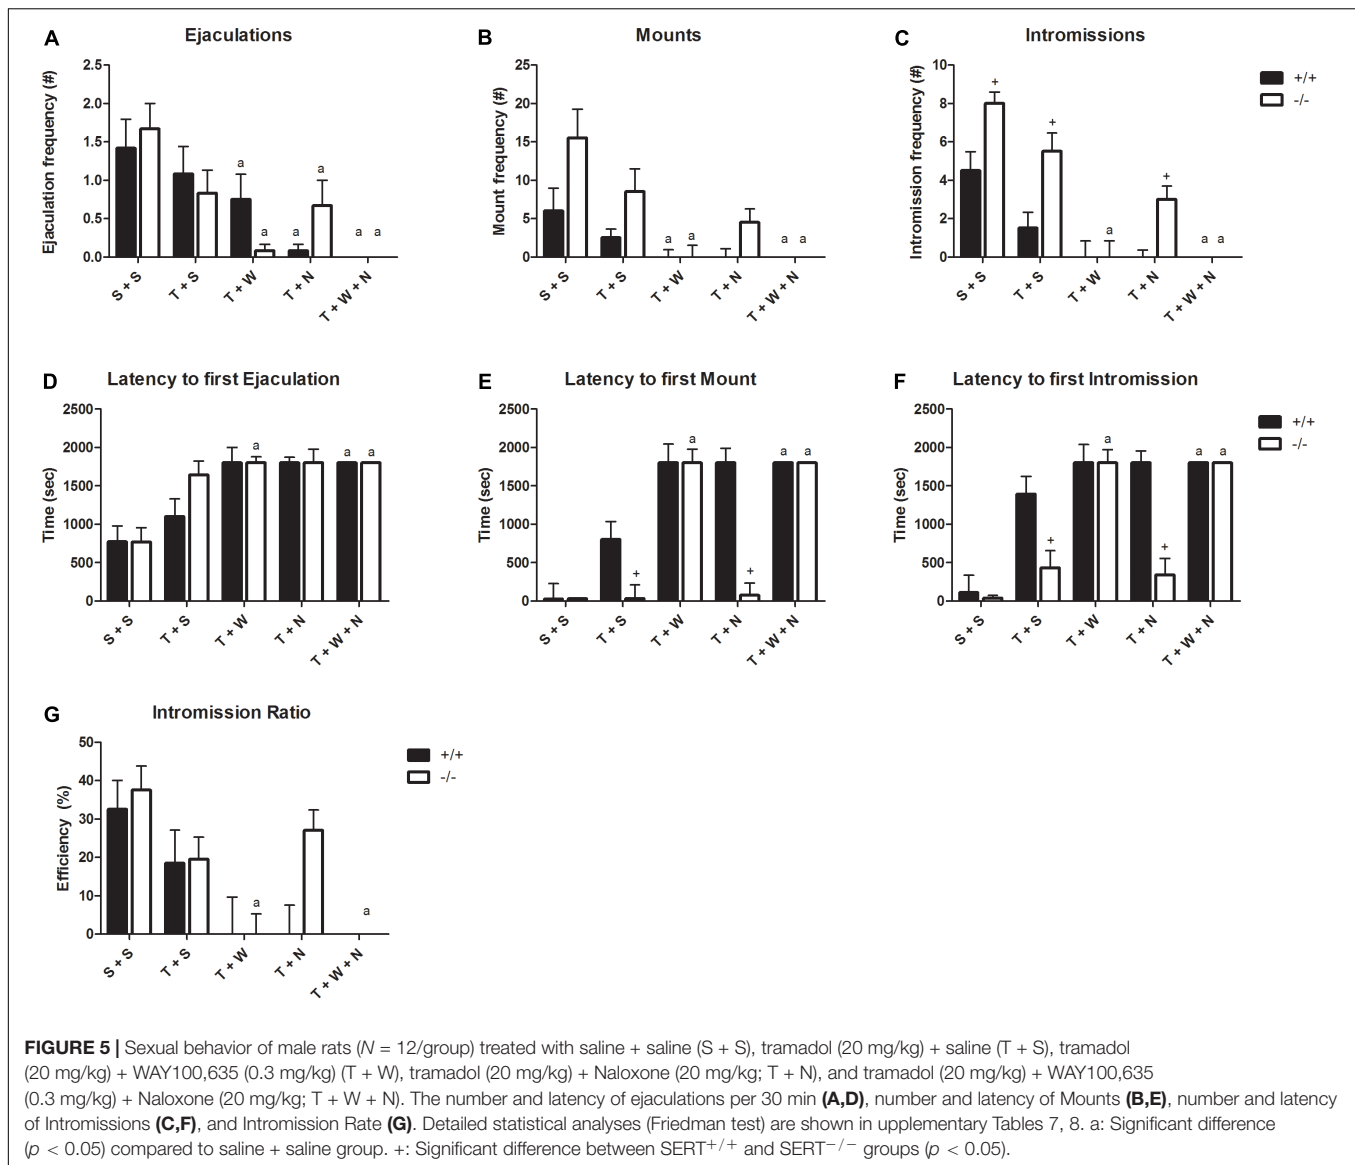 A Ejaculations
Ejaculation frequency (#)
2.5
2.0
1.5
1.0
0.5
0.0
a a a a a a
S + S T + S T + W T + N T + W + N
B Mounts
Mount frequency (#)
25
20
15
10
5
0
a a a a
S + S T + S T + W T + N T + W + N
C Intromissions
Intromission frequency (#)
10
8
6
4
2
0
+ + a + a a
S + S T + S T + W T + N T + W + N
+/+
-/-
D Latency to first Ejaculation
Time (sec)
2500
2000
1500
1000
500
0
a a a
S + S T + S T + W T + N T + W + N
E Latency to first Mount
Time (sec)
2500
2000
1500
1000
500
0
+ a + a a
S + S T + S T + W T + N T + W + N
F Latency to first Intromission
Time (sec)
2500
2000
1500
1000
500
0
+ a + a a
S + S T + S T + W T + N T + W + N
+/+
-/-
G Intromission Ratio
Efficiency (%)
50
40
30
20
10
0
a a
S + S T + S T + W T + N T + W + N
+/+
-/-
FIGURE 5 | Sexual behavior of male rats (N = 12/group) treated with saline + saline (S + S), tramadol (20 mg/kg) + saline (T + S), tramadol
(20 mg/kg) + WAY100,635 (0.3 mg/kg) (T + W), tramadol (20 mg/kg) + Naloxone (20 mg/kg; T + N), and tramadol (20 mg/kg) + WAY100,635
(0.3 mg/kg) + Naloxone (20 mg/kg; T + W + N). The number and latency of ejaculations per 30 min (A,D), number and latency of Mounts (B,E), number and latency
of Intromissions (C,F), and Intromission Rate (G). Detailed statistical analyses (Friedman test) are shown in upplementary Tables 7, 8. a: Significant difference
(p < 0.05) compared to saline + saline group. +: Significant difference between SERT+/+ and SERT−/− groups (p < 0.05).